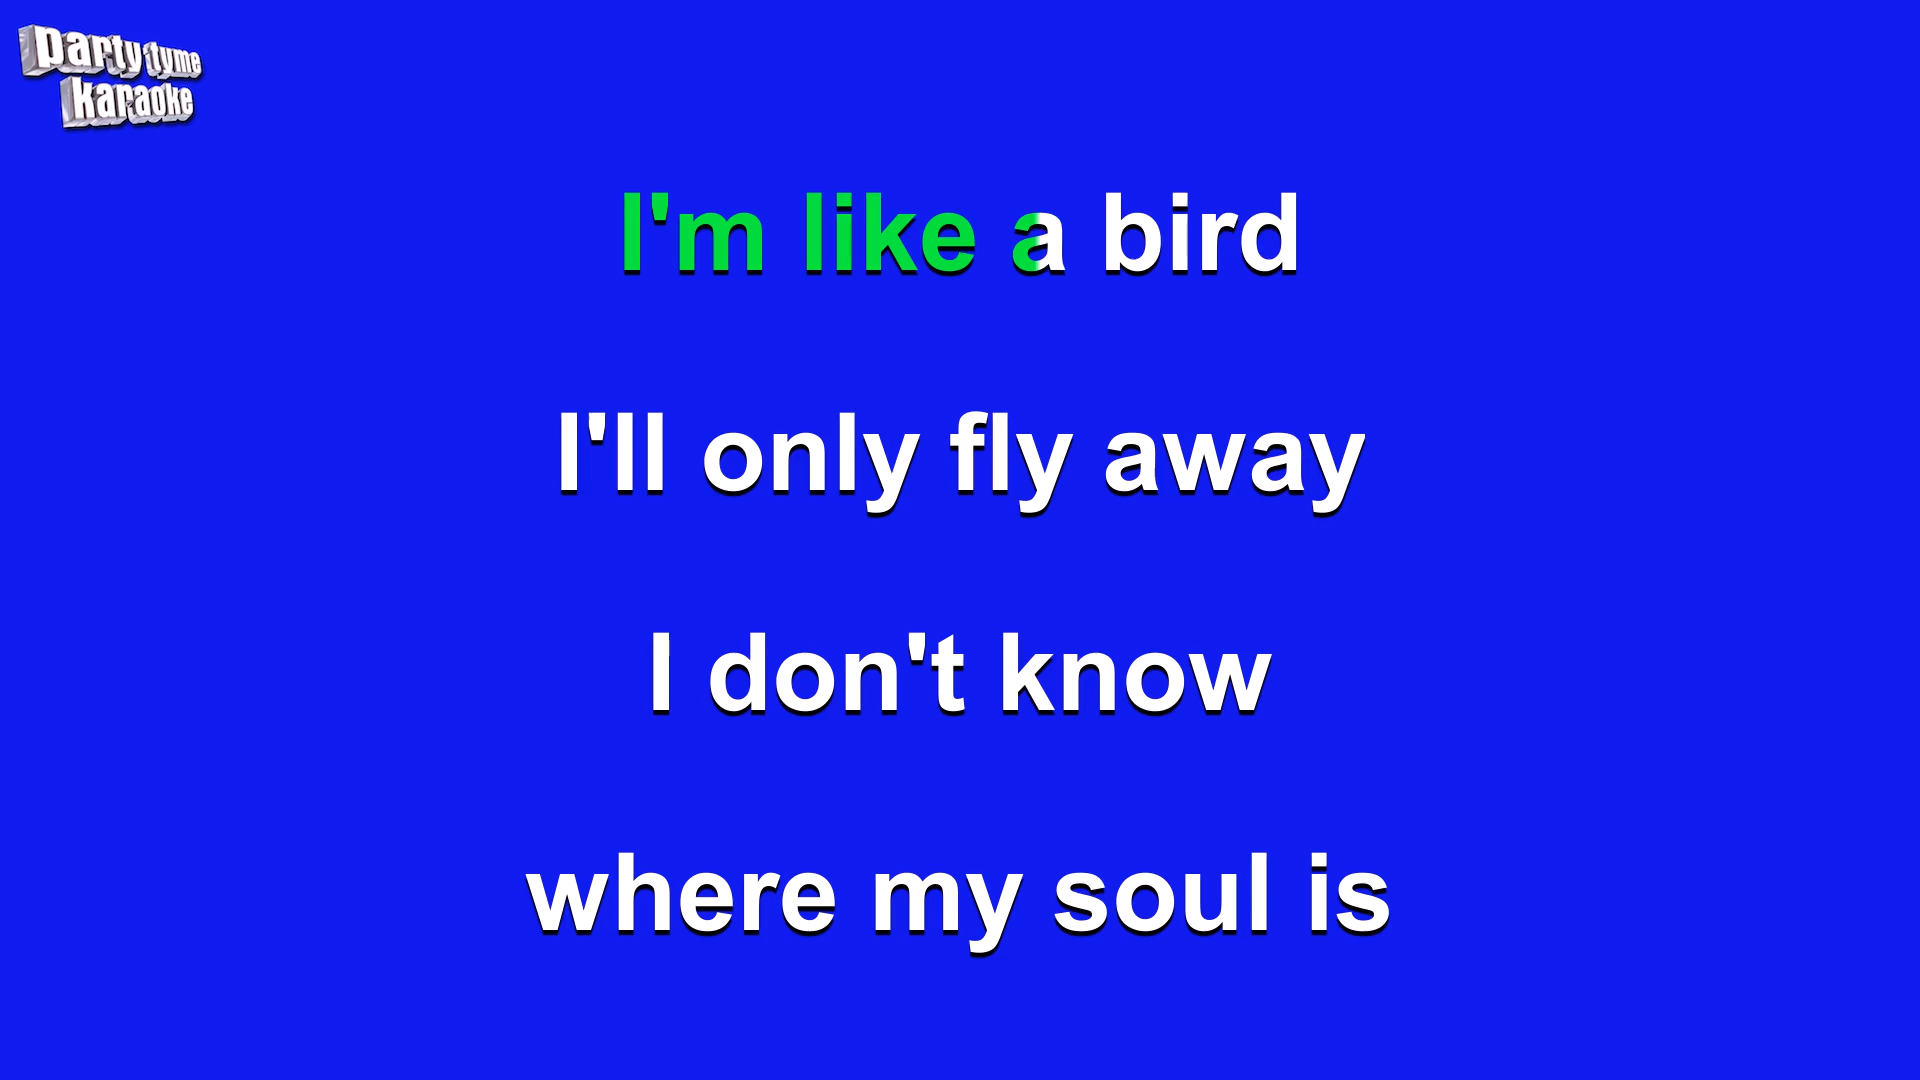 party tyme
karaoke
I'm like a bird
I'll only fly away
I don't know
where my soul is